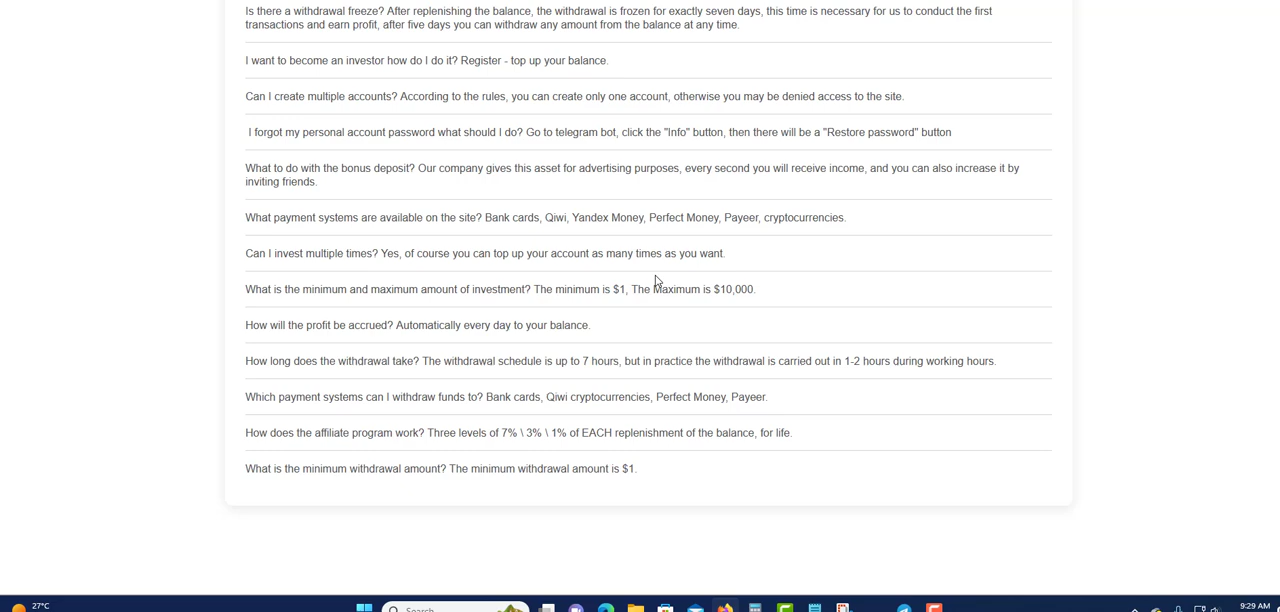 Is there a withdrawal freeze? After replenishing the balance, the withdrawal is frozen for exactly seven days, this time is necessary for us to conduct the first
transactions and earn profit, after five days you can withdraw any amount from the balance at any time.
I want to become an investor how do I do it? Register - top up your balance.
Can I create multiple accounts? According to the rules, you can create only one account, otherwise you may be denied access to the site.
I forgot my personal account password what should I do? Go to telegram bot, click the "Info" button, then there will be a "Restore password" button
What to do with the bonus deposit? Our company gives this asset for advertising purposes, every second you will receive income, and you can also increase it by
inviting friends.
What payment systems are available on the site? Bank cards, Qiwi, Yandex Money, Perfect Money, Payeer, cryptocurrencies.
Can I invest multiple times? Yes, of course you can top up your account as many times as you want.
What is the minimum and maximum amount of investment? The minimum is $1, The Maximum is $10,000.
How will the profit be accrued? Automatically every day to your balance.
How long does the withdrawal take? The withdrawal schedule is up to 7 hours, but in practice the withdrawal is carried out in 1-2 hours during working hours.
Which payment systems can I withdraw funds to? Bank cards, Qiwi cryptocurrencies, Perfect Money, Payeer.
How does the affiliate program work? Three levels of 7% \ 3% \ 1% of EACH replenishment of the balance, for life.
What is the minimum withdrawal amount? The minimum withdrawal amount is $1.
27°C
Search
9:29 AM